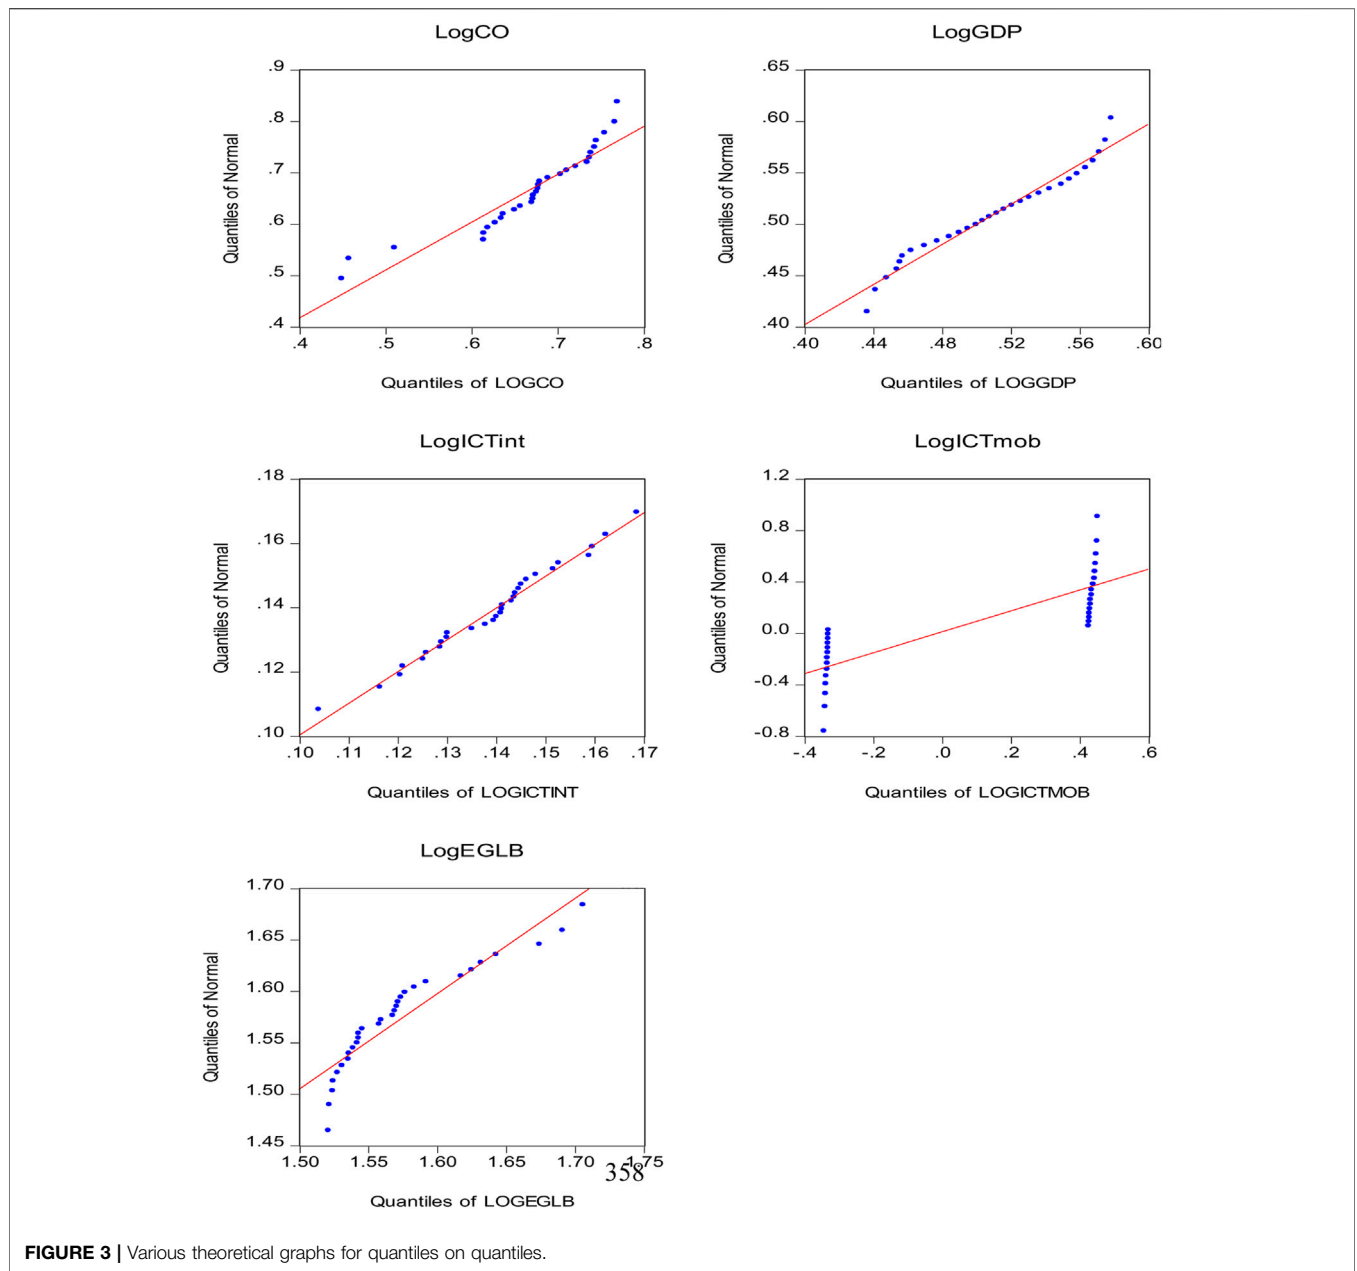 LogCO
.9
.8
.7
.6
.5
.4
Quantiles of Normal
.4 .5 .6 .7 .8
Quantiles of LOGCO
LogGDP
.65
.60
.55
.50
.45
.40
Quantiles of Normal
.40 .44 .48 .52 .56 .60
Quantiles of LOGGDP
LogICTint
.18
.16
.14
.12
.10
Quantiles of Normal
.10 .11 .12 .13 .14 .15 .16 .17
Quantiles of LOGICTINT
LogICTmob
1.2
0.8
0.4
0.0
-0.4
-0.8
Quantiles of Normal
-.4 -.2 .0 .2 .4 .6
Quantiles of LOGICTMOB
LogEGLB
1.70
1.65
1.60
1.55
1.50
1.45
Quantiles of Normal
1.50 1.55 1.60 1.65 1.70 1.75
358
Quantiles of LOGEGLB
FIGURE 3 | Various theoretical graphs for quantiles on quantiles.